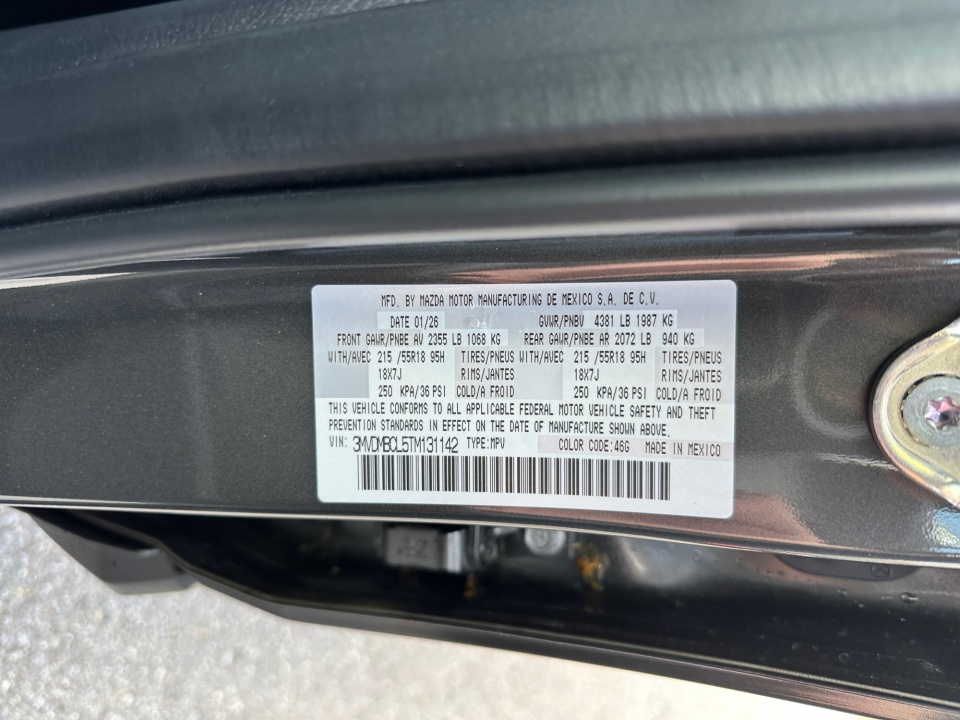 MFD. BY MAZDA MOTOR MANUFACTURING DE MEXICO S.A. DE C.V.
DATE 01/26 GVWR/PNBV 4381 LB 1987 KG
FRONT GAWR/PNBE AV 2355 LB 1068 KG REAR GAWR/PNBE AR 2072 LB 940 KG
WITH/AVEC 215 /55R18 95H TIRES/PNEUS WITH/AVEC 215 /55R18 95H TIRES/PNEUS
18X7J RIMS/JANTES 18X7J RIMS/JANTES
250 KPA/36 PSI COLD/A FROID 250 KPA/36 PSI COLD/A FROID
THIS VEHICLE CONFORMS TO ALL APPLICABLE FEDERAL MOTOR VEHICLE SAFETY AND THEFT
PREVENTION STANDARDS IN EFFECT ON THE DATE OF MANUFACTURE SHOWN ABOVE.
VIN: 3MVDMBCL5TM131142 TYPE:MPV COLOR CODE:46G MADE IN MEXICO